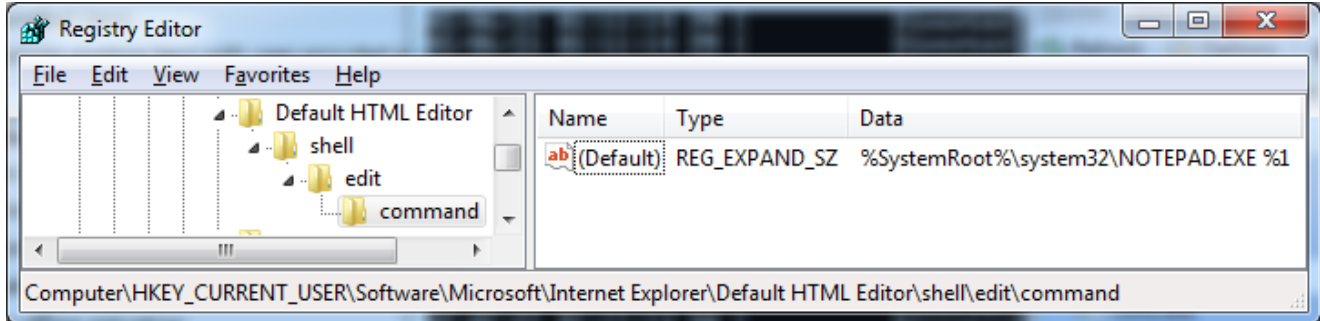 Registry Editor
File Edit View Favorites Help
Default HTML Editor
shell
edit
command
Name Type Data
ab (Default) REG_EXPAND_SZ %SystemRoot%\system32\NOTEPAD.EXE %1
Computer\HKEY_CURRENT_USER\Software\Microsoft\Internet Explorer\Default HTML Editor\shell\edit\command